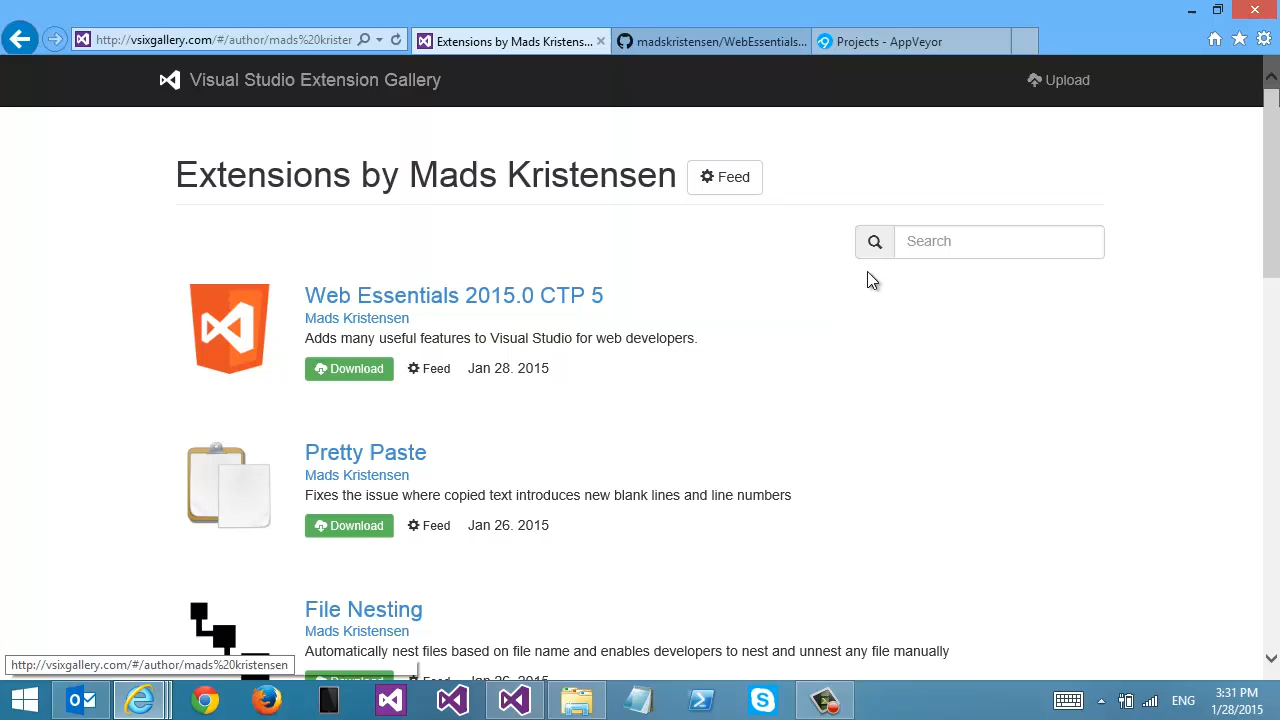 http://vsixgallery.com/#/author/mads%20krister
Extensions by Mads Kristens...
madskristensen/WebEssentials...
Projects - AppVeyor
Visual Studio Extension Gallery
Upload
Extensions by Mads Kristensen
Feed
Search
Web Essentials 2015.0 CTP 5
Mads Kristensen
Adds many useful features to Visual Studio for web developers.
Download Feed Jan 28. 2015
Pretty Paste
Mads Kristensen
Fixes the issue where copied text introduces new blank lines and line numbers
Download Feed Jan 26. 2015
File Nesting
Mads Kristensen
Automatically nest files based on file name and enables developers to nest and unnest any file manually
http://vsixgallery.com/#/author/mads%20kristensen
ENG
3:31 PM
1/28/2015